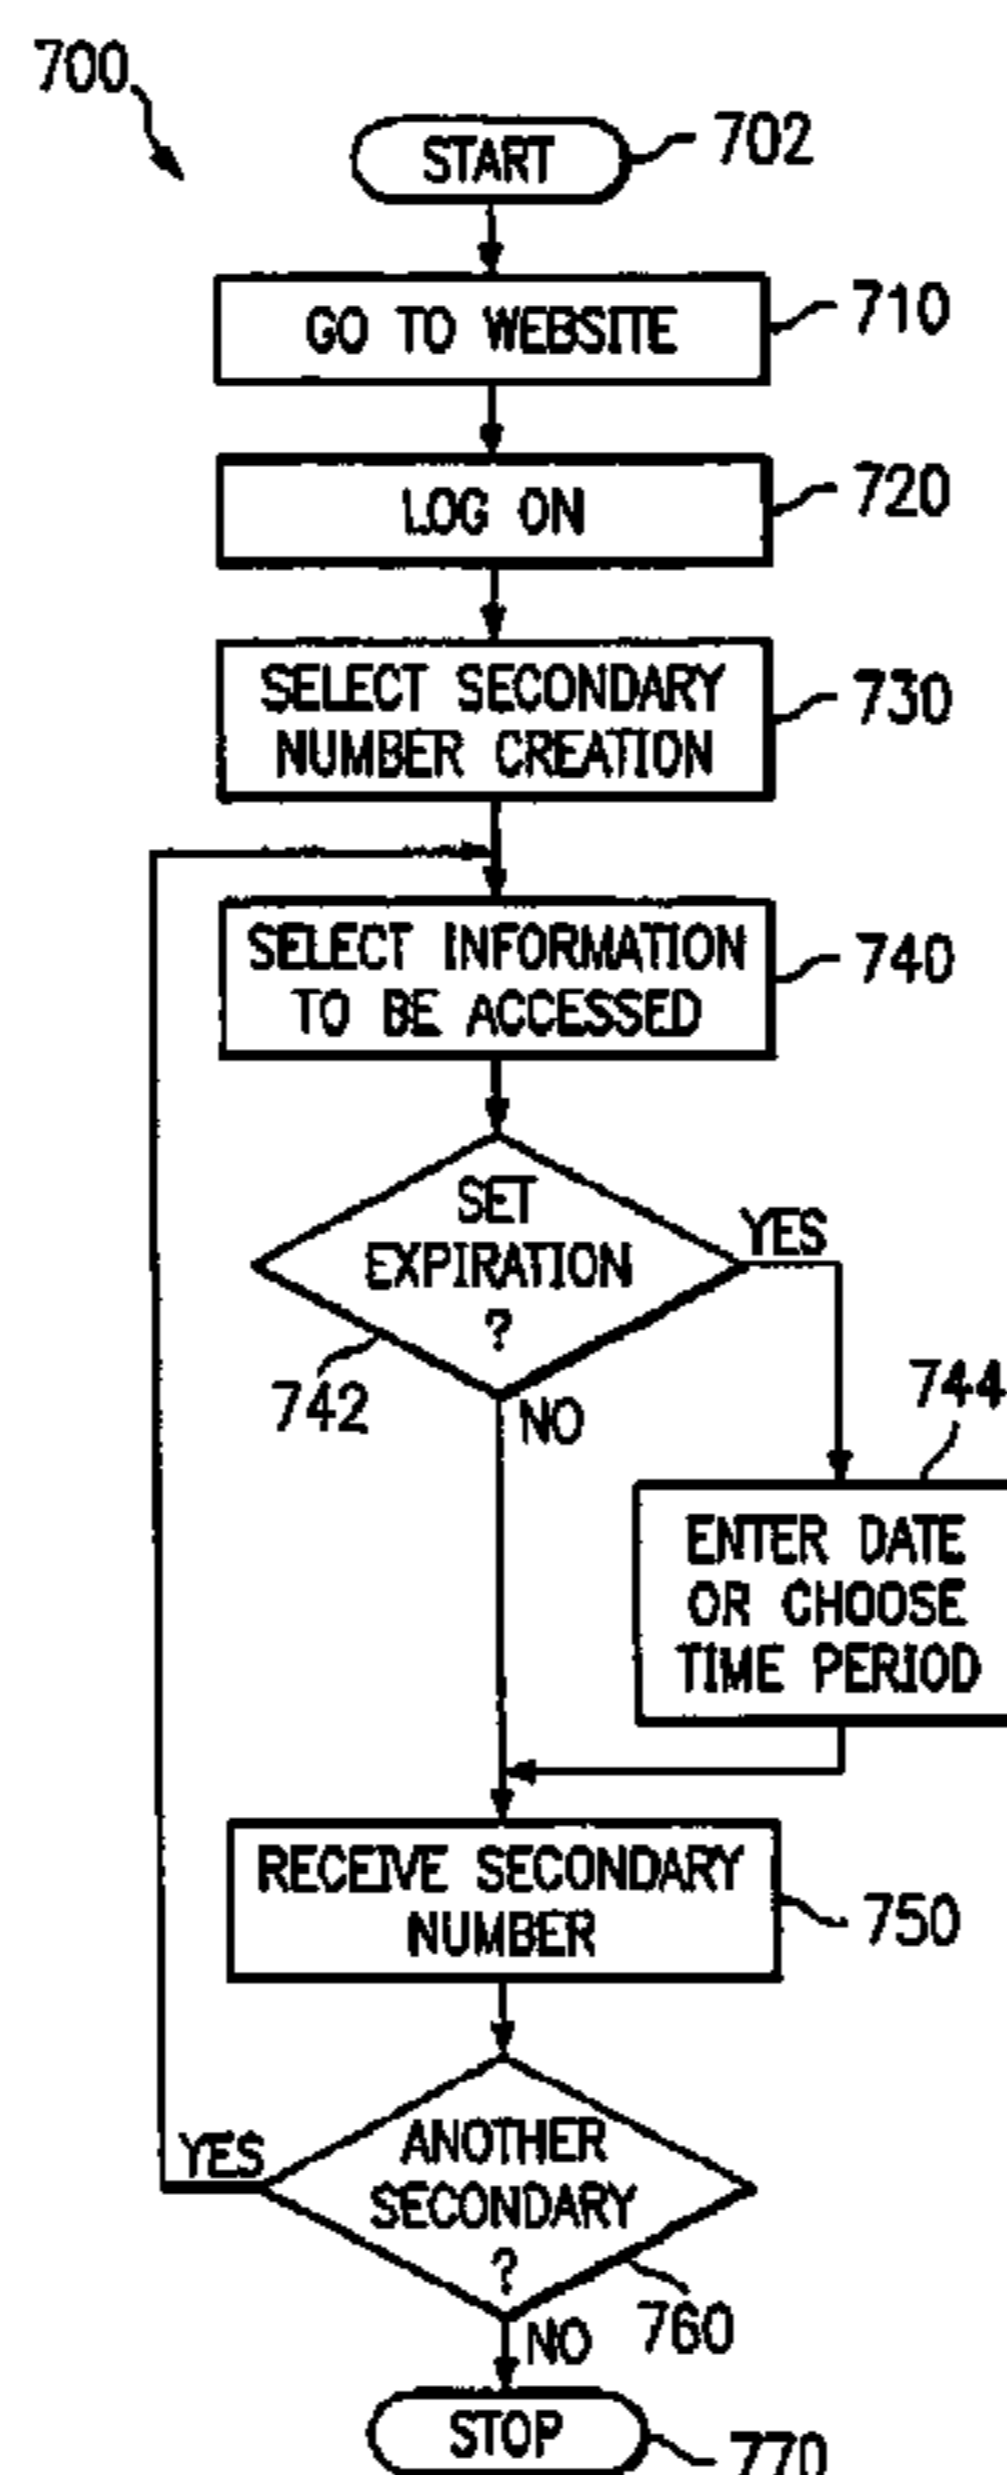 700
START
702
GO TO WEBSITE
710
LOG ON
720
SELECT SECONDARY
NUMBER CREATION
730
SELECT INFORMATION
TO BE ACCESSED
740
SET
EXPIRATION
?
YES
742
NO
744
ENTER DATE
OR CHOOSE
TIME PERIOD
RECEIVE SECONDARY
NUMBER
750
ANOTHER
SECONDARY
?
YES
760
NO
STOP
770